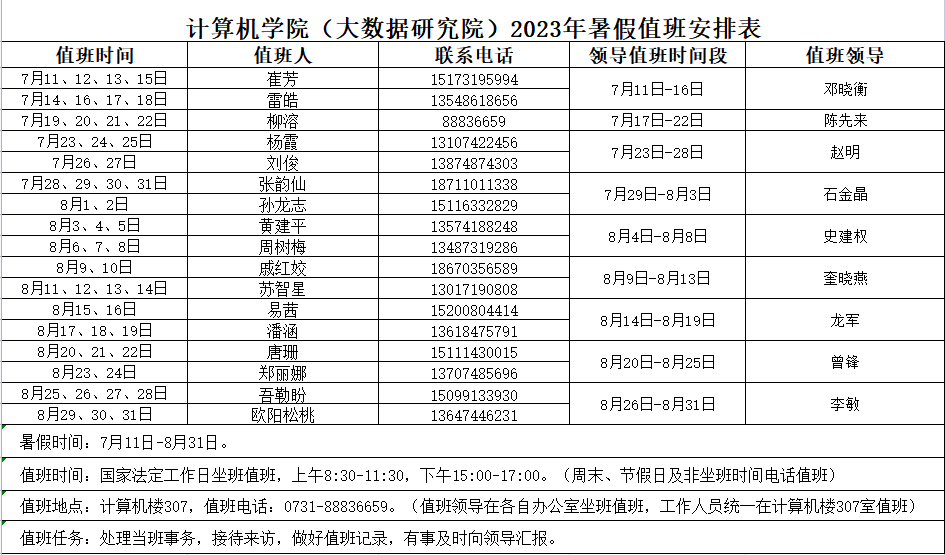 计算机学院（大数据研究院）2023年暑假值班安排表
值班时间 值班人 联系电话 领导值班时间段 值班领导
7月11、12、13、15日 崔芳 15173195994 7月11日-16日 邓晓衡
7月14、16、17、18日 雷皓 13548618656
7月19、20、21、22日 柳溶 88836659 7月17日-22日 陈先来
7月23、24、25日 杨霞 13107422456 7月23日-28日 赵明
7月26、27日 刘俊 13874874303
7月28、29、30、31日 张韵仙 18711011338 7月29日-8月3日 石金晶
8月1、2日 孙龙志 15116332829
8月3、4、5日 黄建平 13574188248 8月4日-8月8日 史建权
8月6、7、8日 周树梅 13487319286
8月9、10日 戚红姣 18670356589 8月9日-8月13日 奎晓燕
8月11、12、13、14日 苏智星 13017190808
8月15、16日 易茜 15200804414 8月14日-8月19日 龙军
8月17、18、19日 潘涵 13618475791
8月20、21、22日 唐珊 15111430015 8月20日-8月25日 曾锋
8月23、24日 郑丽娜 13707485696
8月25、26、27、28日 吾勒盼 15099133930 8月26日-8月31日 李敏
8月29、30、31日 欧阳松桃 13647446231
暑假时间：7月11日-8月31日。
值班时间：国家法定工作日坐班值班，上午8:30-11:30，下午15:00-17:00。（周末、节假日及非坐班时间电话值班）
值班地点：计算机楼307，值班电话：0731-88836659。（值班领导在各自办公室坐班值班，工作人员统一在计算机楼307室值班）
值班任务：处理当班事务，接待来访，做好值班记录，有事及时向领导汇报。